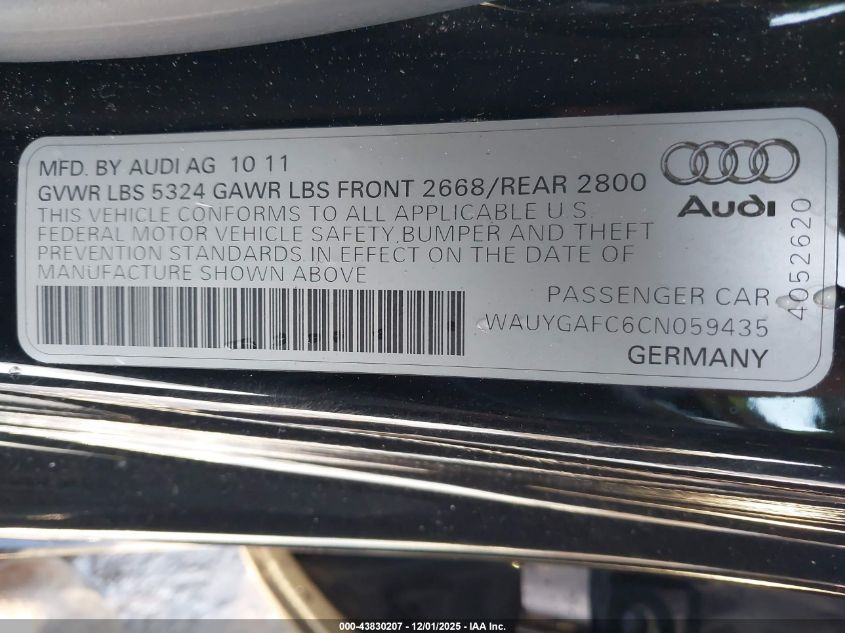 MFD. BY AUDI AG 10 11
GVWR LBS 5324 GAWR LBS FRONT 2668/REAR 2800
THIS VEHICLE CONFORMS TO ALL APPLICABLE U.S.
FEDERAL MOTOR VEHICLE SAFETY, BUMPER AND THEFT
PREVENTION STANDARDS IN EFFECT ON THE DATE OF
MANUFACTURE SHOWN ABOVE
Audi
4052620
PASSENGER CAR
WAUYGAFC6CN059435
GERMANY
000-43830207 - 12/01/2025 - IAA Inc.